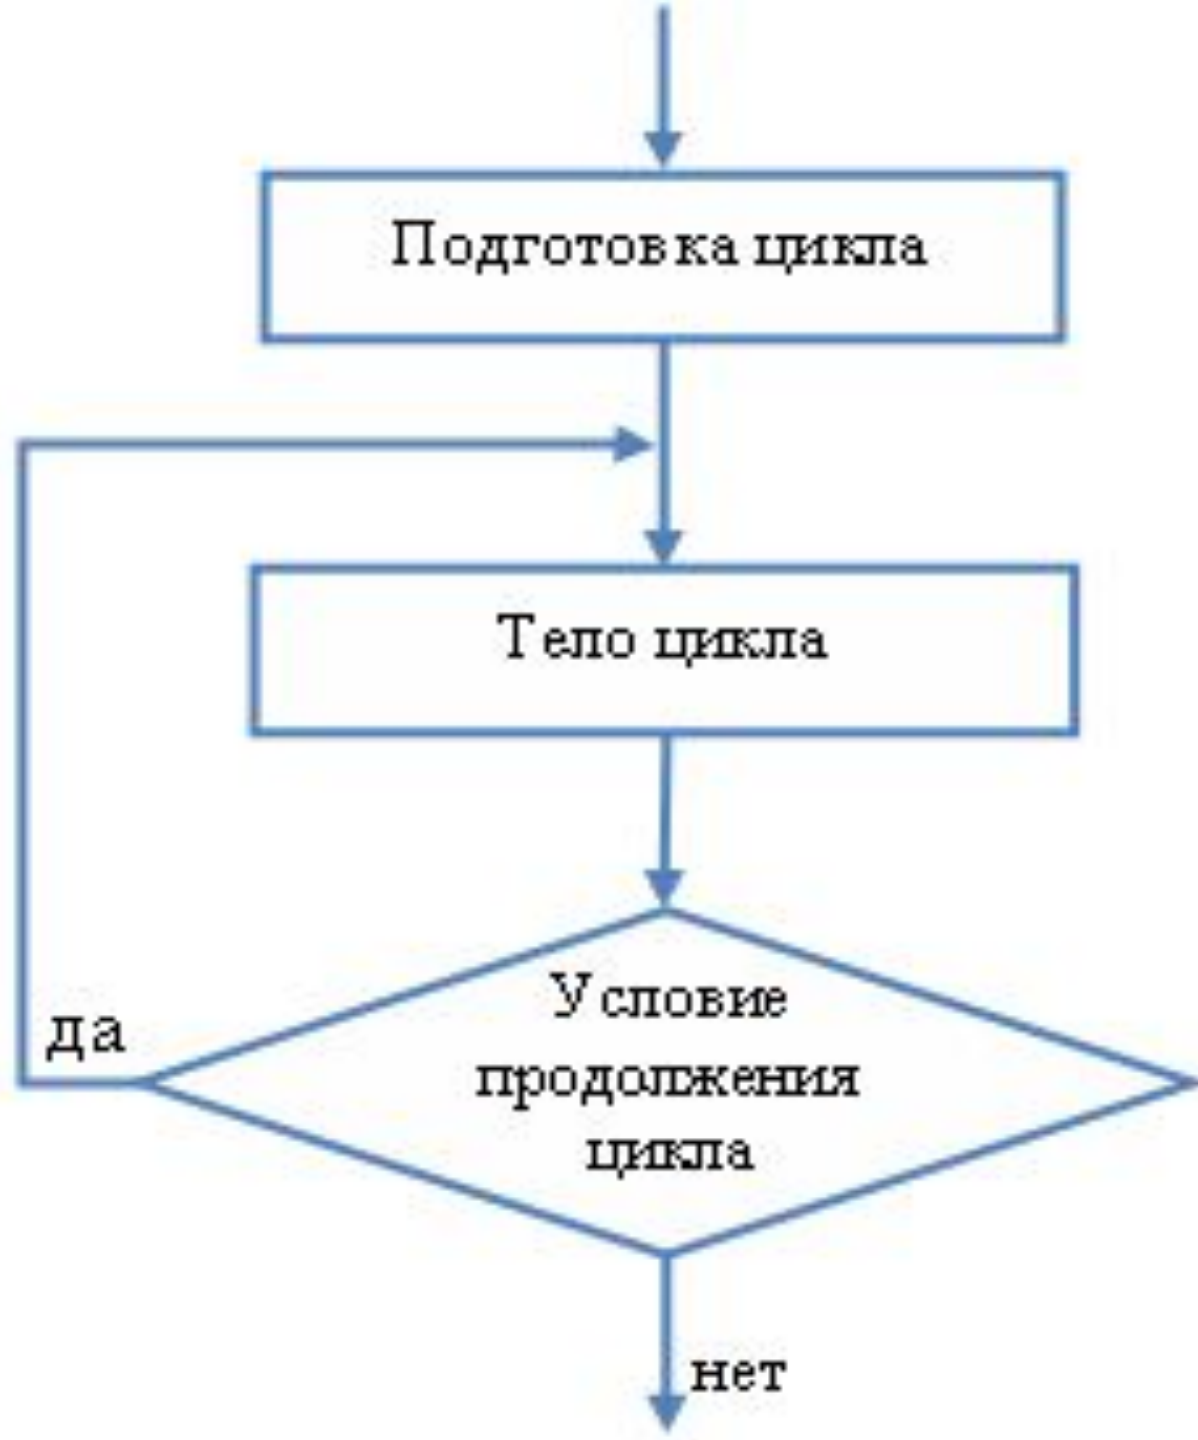 Подготовка цикла
Тело цикла
Условие
продолжения
цикла
да
нет